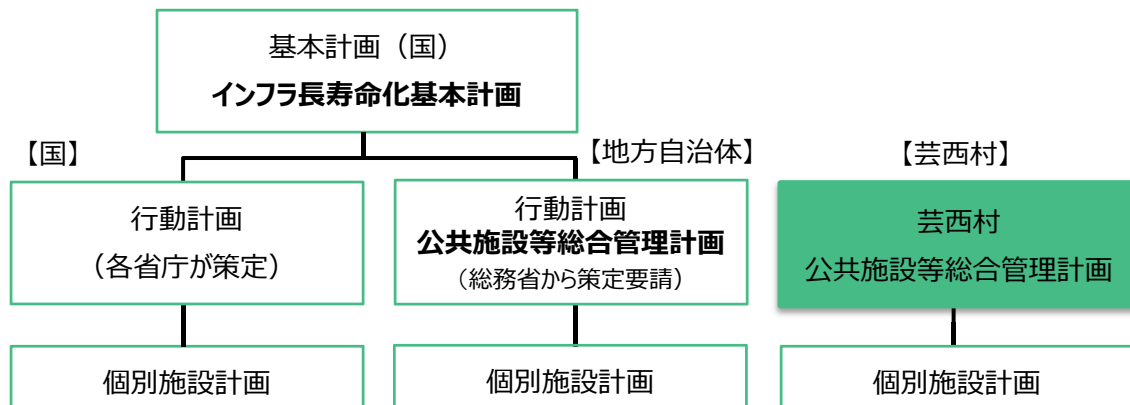 基本計画（国）
インフラ長寿命化基本計画
【国】
【地方自治体】
【芸西村】
行動計画
（各省庁が策定）
行動計画
公共施設等総合管理計画
（総務省から策定要請）
芸西村
公共施設等総合管理計画
個別施設計画
個別施設計画
個別施設計画